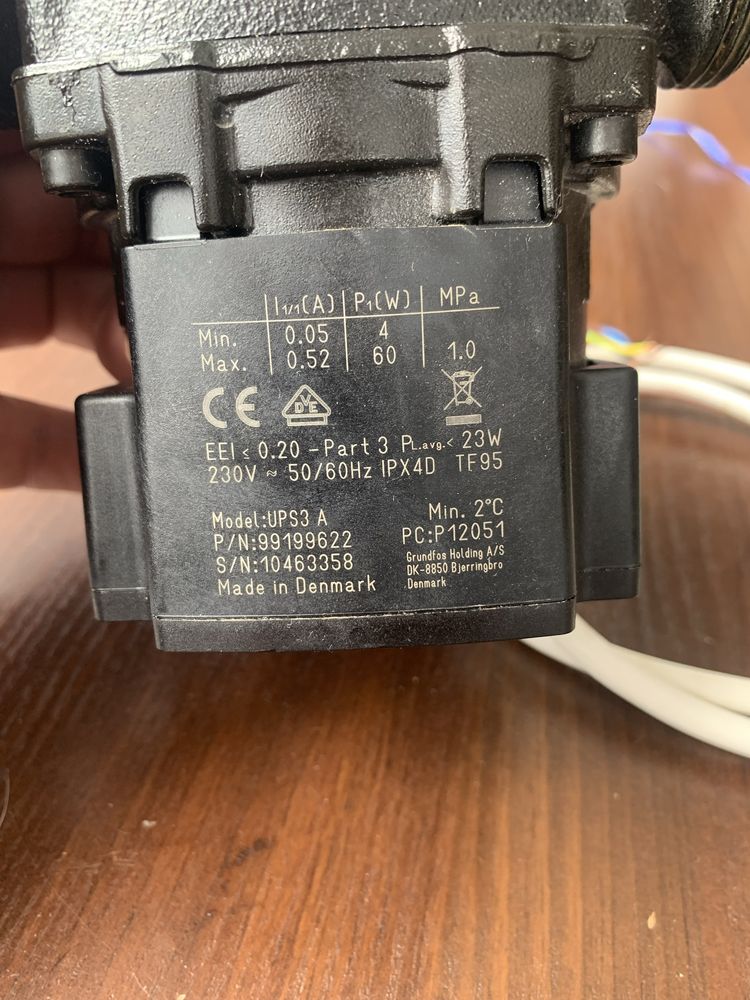 I1/1(A) P1(W) MPa
Min. 0.05 4
Max. 0.52 60 1.0
CE DVE
EEI < 0.20 -Part 3 PL.avg.< 23W
230V ≈ 50/60Hz IPX4D TF95
Model:UPS3 A Min. 2°C
P/N:99199622 PC:P12051
S/N:10463358 Grundfos Holding A/S
DK-8850 Bjerringbro
Made in Denmark Denmark